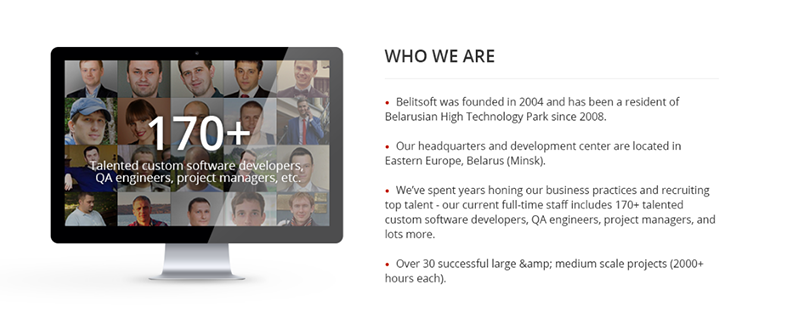 WHO WE ARE
170+
Talented custom software developers,
QA engineers, project managers, etc.
• Belitsoft was founded in 2004 and has been a resident of
Belarusian High Technology Park since 2008.
• Our headquarters and development center are located in
Eastern Europe, Belarus (Minsk).
• We've spent years honing our business practices and recruiting
top talent - our current full-time staff includes 170+ talented
custom software developers, QA engineers, project managers, and
lots more.
• Over 30 successful large &amp; medium scale projects (2000+
hours each).